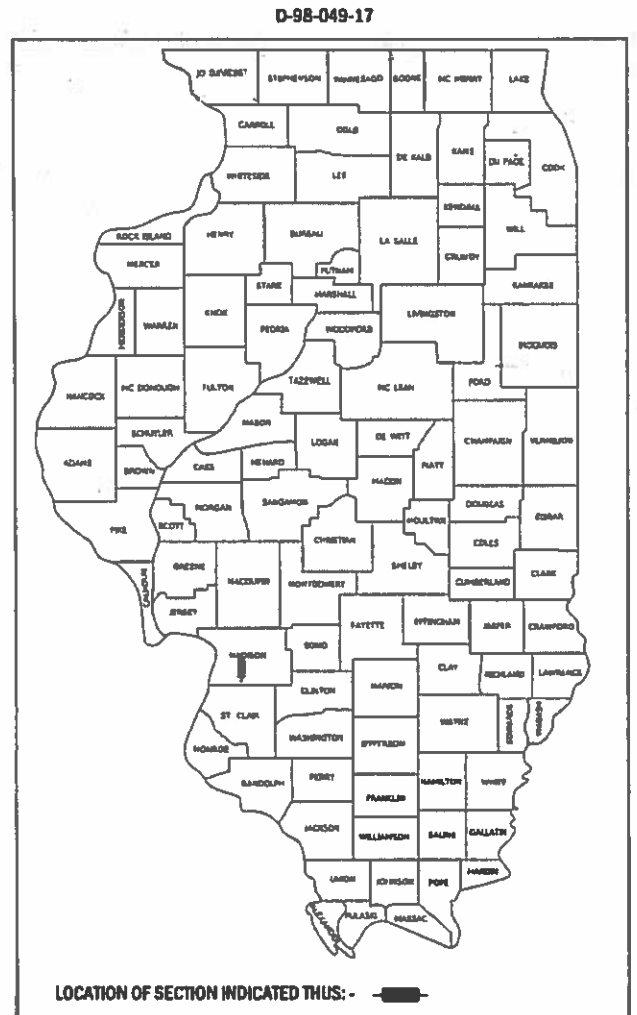 D-98-049-17
JO DAVIESS
STEPHENSON
WINNEBAGO
BOONE
MC HENRY
LAKE
CARROLL
OGLE
DE KALB
KANE
DU PAGE
COOK
WHITESIDE
LEE
KENDALL
WILL
ROCK ISLAND
HENRY
BUREAU
LA SALLE
GRUNDY
MERCER
PUTNAM
KANKAKEE
STARK
MARSHALL
HENDERSON
WARREN
KNOX
PEORIA
WOODFORD
LIVINGSTON
IROQUOIS
HANCOCK
MC DONOUGH
FULTON
TAZEWELL
MC LEAN
FORD
MASON
SCHUYLER
LOGAN
DE WITT
CHAMPAIGN
VERMILION
ADAMS
BROWN
CASS
MENARD
PIATT
MACON
PIKE
SCOTT
MORGAN
SANGAMON
MOULTRIE
DOUGLAS
EDGAR
CHRISTIAN
COLES
CALHOUN
GREENE
MACOUPIN
MONTGOMERY
SHELBY
CUMBERLAND
CLARK
JERSEY
FAYETTE
EFFINGHAM
JASPER
CRAWFORD
MADISON
BOND
CLAY
RICHLAND
LAWRENCE
CLINTON
MARION
ST CLAIR
WAYNE
EDWARDS
WABASH
MONROE
WASHINGTON
JEFFERSON
RANDOLPH
PERRY
HAMILTON
WHITE
FRANKLIN
JACKSON
WILLIAMSON
SALINE
GALLATIN
UNION
JOHNSON
POPE
HARDIN
ALEXANDER
PULASKI
MASSAC
LOCATION OF SECTION INDICATED THUS: -